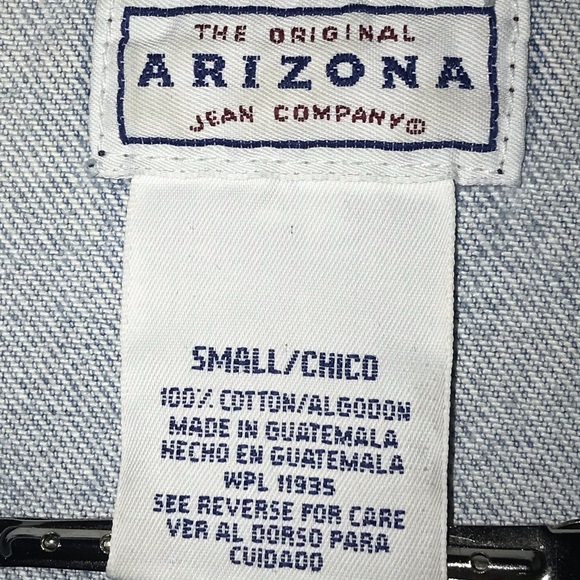 THE ORIGINAL
ARIZONA
JEAN COMPANY®
SMALL/CHICO
100% COTTON/ALGODON
MADE IN GUATEMALA
HECHO EN GUATEMALA
WPL 11935
SEE REVERSE FOR CARE
VER AL DORSO PARA
CUIDADO